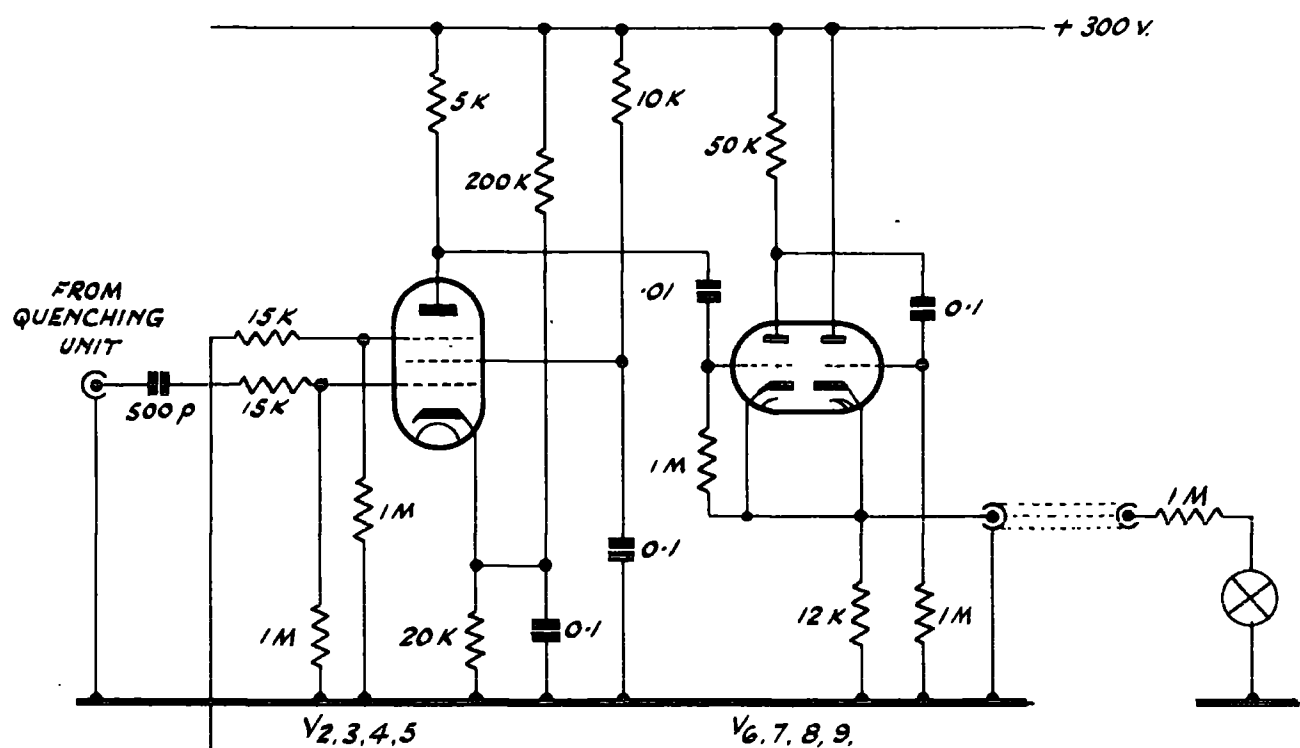 + 300 V.
5K
10K
50K
200K
FROM
QUENCHING
UNIT
15K
.01
0.1
500 p
15K
1M
1M
1M
0.1
1M
20K
0.1
12K
1M
V2,3,4,5
V6,7,8,9,